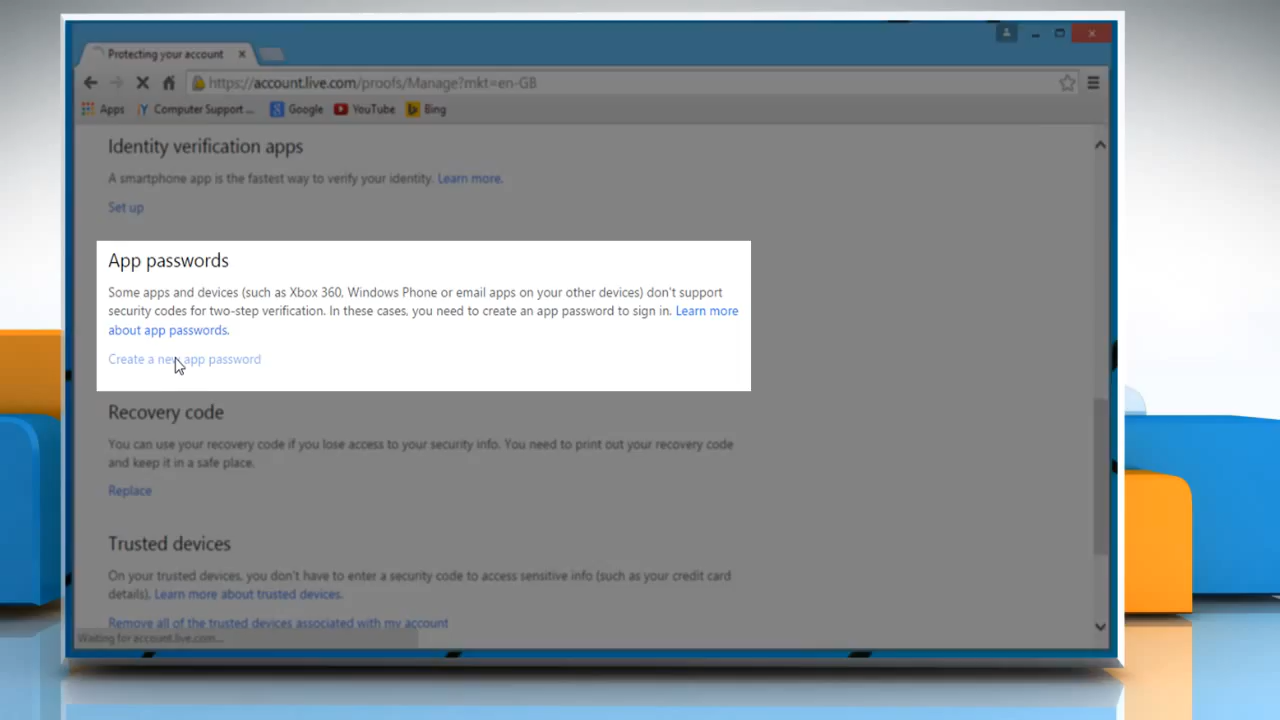 Protecting your account
https://account.live.com/proofs/Manage?mkt=en-GB
Apps Computer Support ... Google YouTube Bing
Identity verification apps
A smartphone app is the fastest way to verify your identity. Learn more.
Set up
App passwords
Some apps and devices (such as Xbox 360, Windows Phone or email apps on your other devices) don't support
security codes for two-step verification. In these cases, you need to create an app password to sign in. Learn more
about app passwords.
Create a new app password
Recovery code
You can use your recovery code if you lose access to your security info. You need to print out your recovery code
and keep it in a safe place.
Replace
Trusted devices
On your trusted devices, you don't have to enter a security code to access sensitive info (such as your credit card
details). Learn more about trusted devices.
Remove all of the trusted devices associated with my account
Waiting for account.live.com...